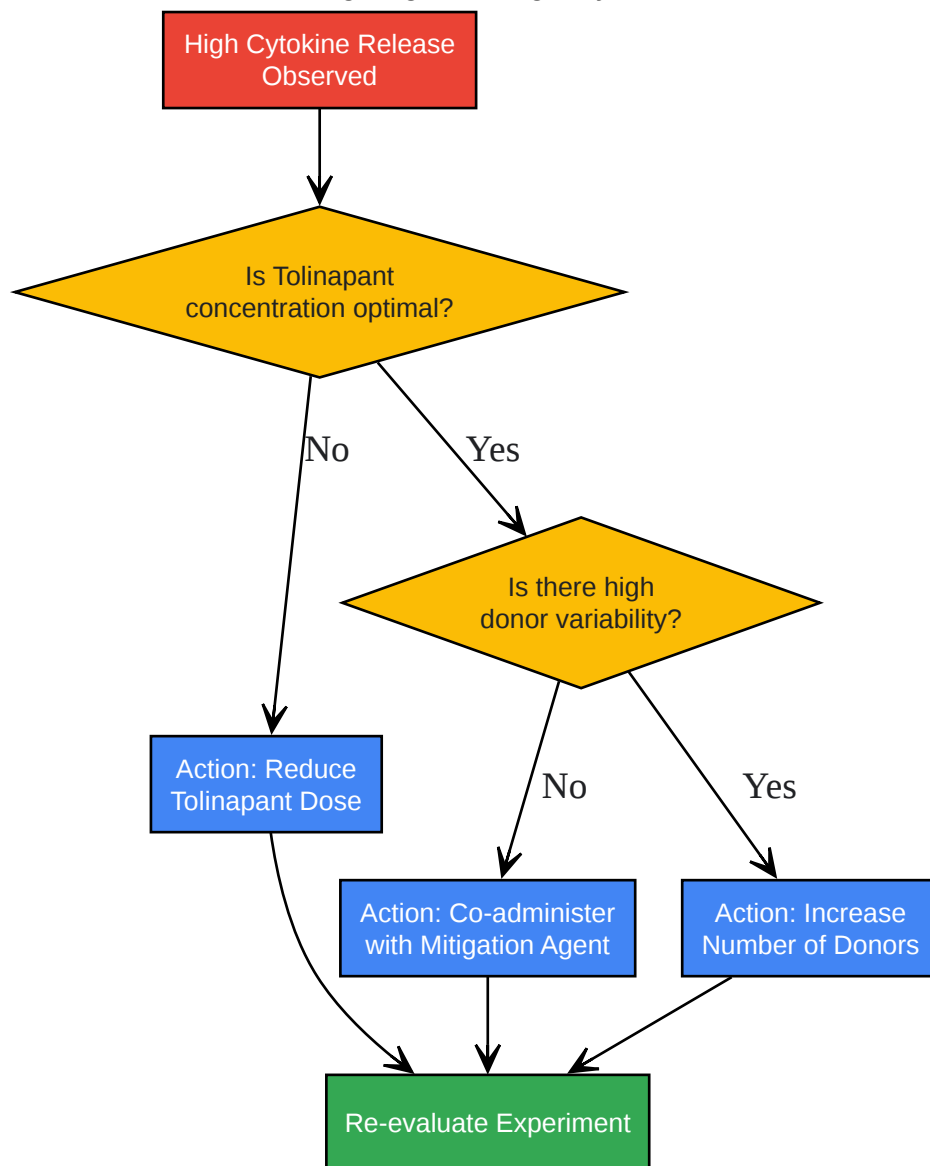 High Cytokine Release
Observed
Is Tolinapant
concentration optimal?
No
Yes
Is there high
donor variability?
Action: Reduce
Tolinapant Dose
No
Yes
Action: Co-administer
with Mitigation Agent
Action: Increase
Number of Donors
Re-evaluate Experiment